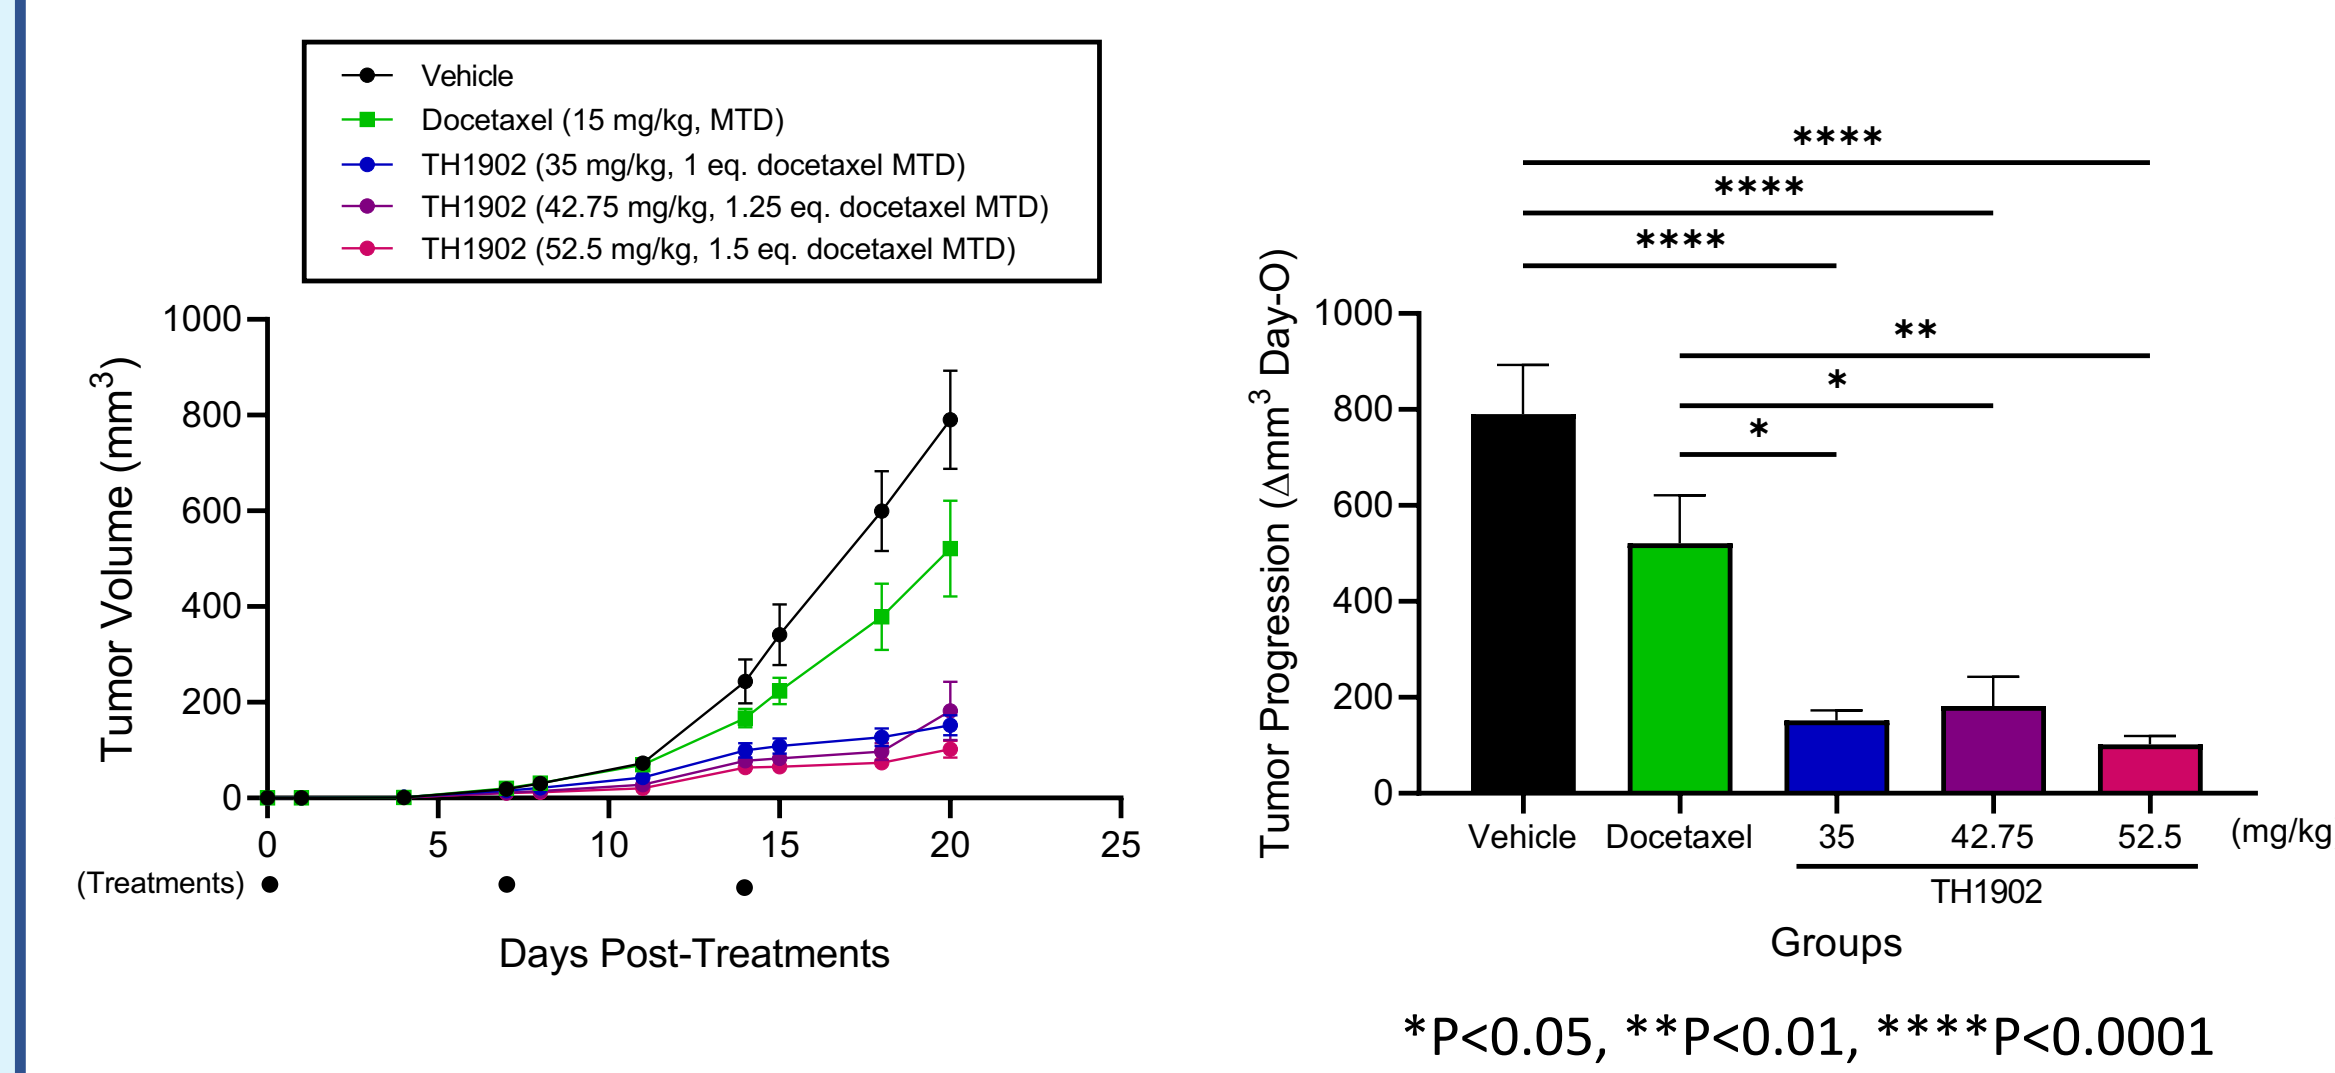 Vehicle
Docetaxel (15 mg/kg, MTD)
TH1902 (35 mg/kg, 1 eq. docetaxel MTD)
TH1902 (42.75 mg/kg, 1.25 eq. docetaxel MTD)
TH1902 (52.5 mg/kg, 1.5 eq. docetaxel MTD)
Tumor Volume (mm³)
1000
800
600
400
200
0
0 5 10 15 20 25
(Treatments)
Days Post-Treatments
****
****
****
**
*
*
Tumor Progression (Δmm³ Day-O)
1000
800
600
400
200
0
Vehicle Docetaxel 35 42.75 52.5 (mg/kg
TH1902
Groups
*P<0.05, **P<0.01, ****P<0.0001